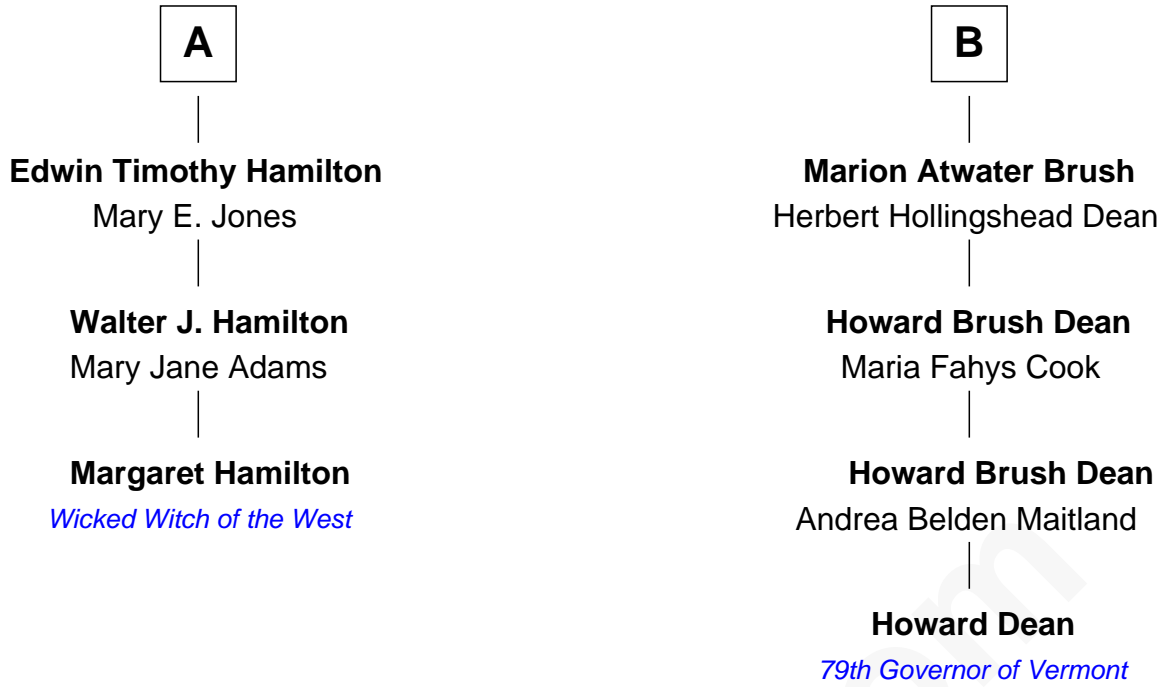 A
Edwin Timothy Hamilton
Mary E. Jones
Walter J. Hamilton
Mary Jane Adams
Margaret Hamilton
Wicked Witch of the West
B
Marion Atwater Brush
Herbert Hollingshead Dean
Howard Brush Dean
Maria Fahys Cook
Howard Brush Dean
Andrea Belden Maitland
Howard Dean
79th Governor of Vermont